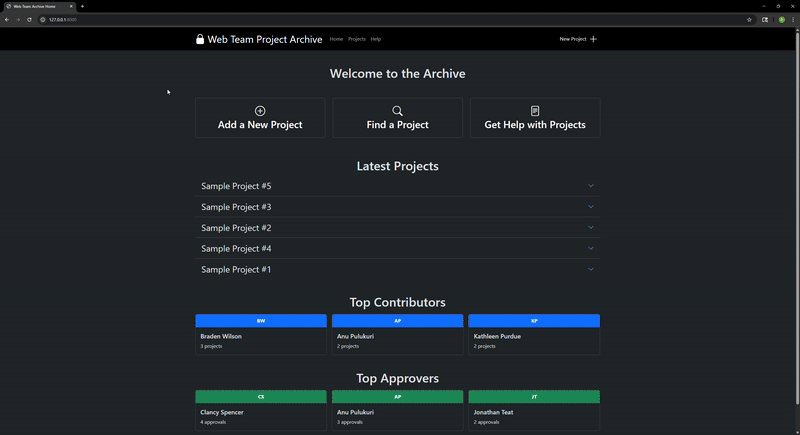 Web Team Archive Home
127.0.0.1:8000
Web Team Project Archive
Home Projects Help
New Project
Welcome to the Archive
Add a New Project
Find a Project
Get Help with Projects
Latest Projects
Sample Project #5
Sample Project #3
Sample Project #2
Sample Project #4
Sample Project #1
Top Contributors
BW AP KP
Braden Wilson Anu Pulukuri Kathleen Purdue
3 projects 2 projects 2 projects
Top Approvers
CS AP JT
Clancy Spencer Anu Pulukuri Jonathan Teat
4 approvals 3 approvals 2 approvals